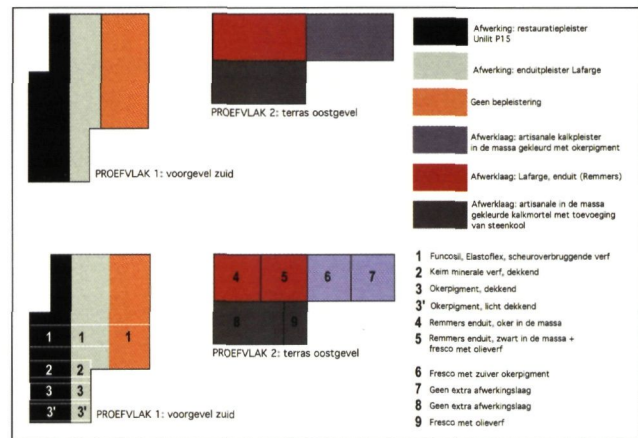 Afwerking: restauratiepleister
Unilit P15
Afwerking: enduitpleister Lafarge
Geen bepleistering
PROEFVLAK 2: terras oostgevel
Afwerklaag: artisanale kalkpleister
in de massa gekleurd met okerpigment
PROEFVLAK 1: voorgevel zuid
Afwerklaag: Lafarge, enduit (Remmers)
Afwerklaag: artisanale in de massa
gekleurde kalkmortel met toevoeging
van steenkool
1 Funcosil, Elastoflex, scheuroverbruggende verf
2 Keim minerale verf, dekkend
3 Okerpigment, dekkend
3' Okerpigment, licht dekkend
4 Remmers enduit, oker in de massa
5 Remmers enduit, zwart in de massa +
fresco met olieverf
6 Fresco met zuiver okerpigment
7 Geen extra afwerkingslaag
8 Geen extra afwerkingslaag
9 Fresco met olieverf
4 5 6 7
8 9
PROEFVLAK 2: terras oostgevel
1 1 1
2 2
3 3
3' 3'
PROEFVLAK 1: voorgevel zuid